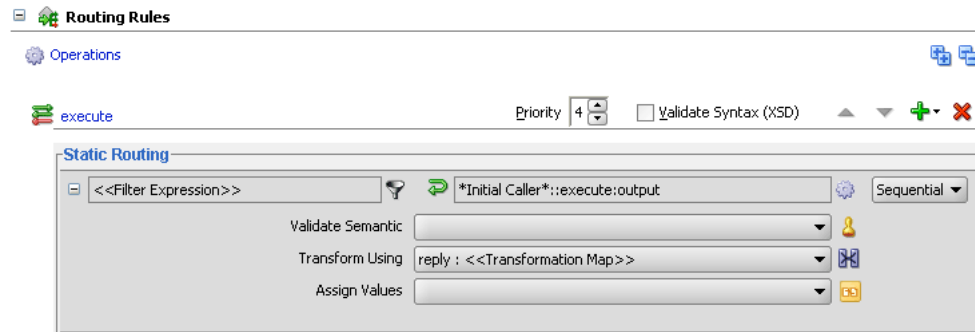 Routing Rules
Operations
execute Priority 4 Validate Syntax (XSD)
Static Routing
<<Filter Expression>> *Initial Caller*::execute:output Sequential
Validate Semantic
Transform Using reply : <<Transformation Map>>
Assign Values